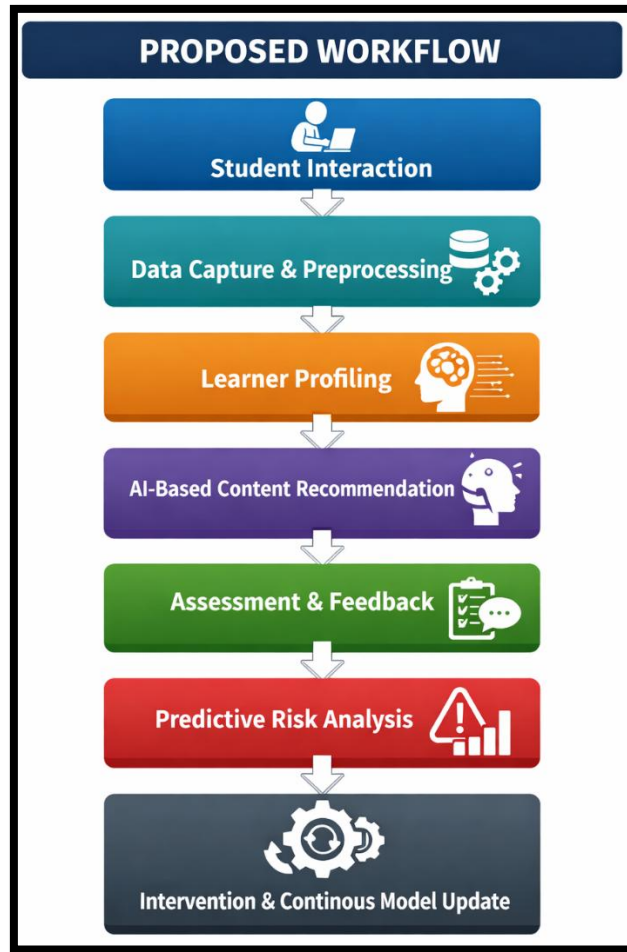 PROPOSED WORKFLOW
Student Interaction
Data Capture & Preprocessing
Learner Profiling
AI-Based Content Recommendation
Assessment & Feedback
Predictive Risk Analysis
Intervention & Continous Model Update